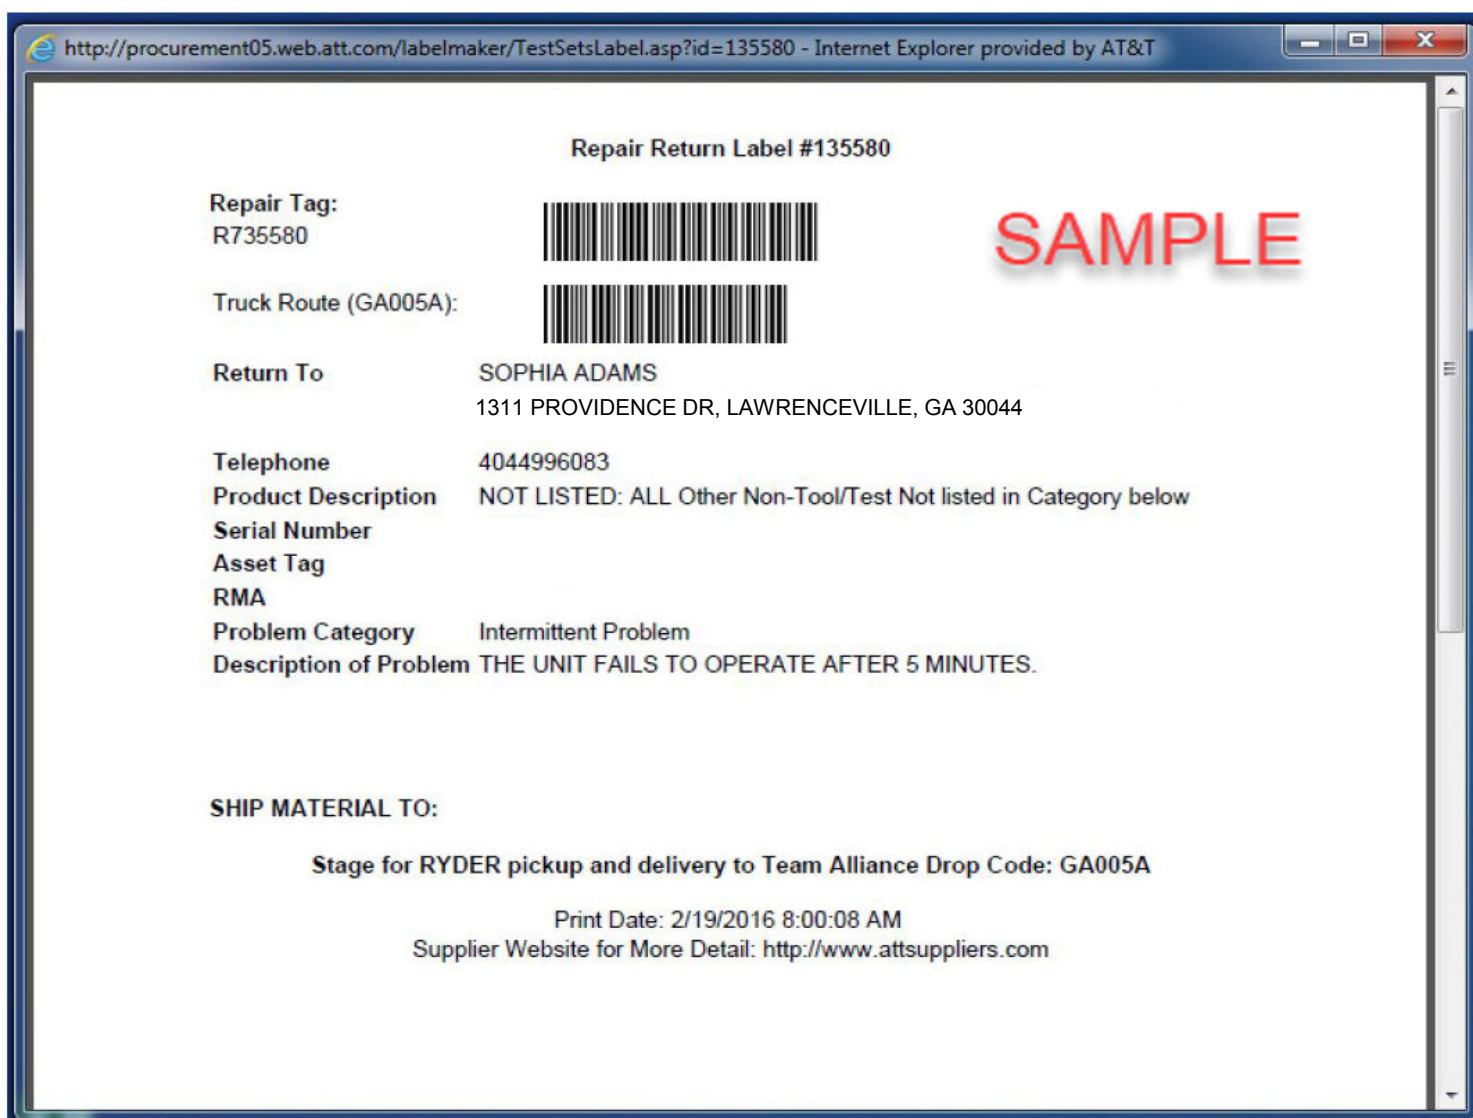 http://procurement05.web.att.com/labelmaker/TestSetsLabel.asp?id=135580 - Internet Explorer provided by AT&T
Repair Return Label #135580
Repair Tag:
R735580
SAMPLE
Truck Route (GA005A):
Return To SOPHIA ADAMS
1311 PROVIDENCE DR, LAWRENCEVILLE, GA 30044
Telephone 4044996083
Product Description NOT LISTED: ALL Other Non-Tool/Test Not listed in Category below
Serial Number
Asset Tag
RMA
Problem Category Intermittent Problem
Description of Problem THE UNIT FAILS TO OPERATE AFTER 5 MINUTES.
SHIP MATERIAL TO:
Stage for RYDER pickup and delivery to Team Alliance Drop Code: GA005A
Print Date: 2/19/2016 8:00:08 AM
Supplier Website for More Detail: http://www.attsuppliers.com